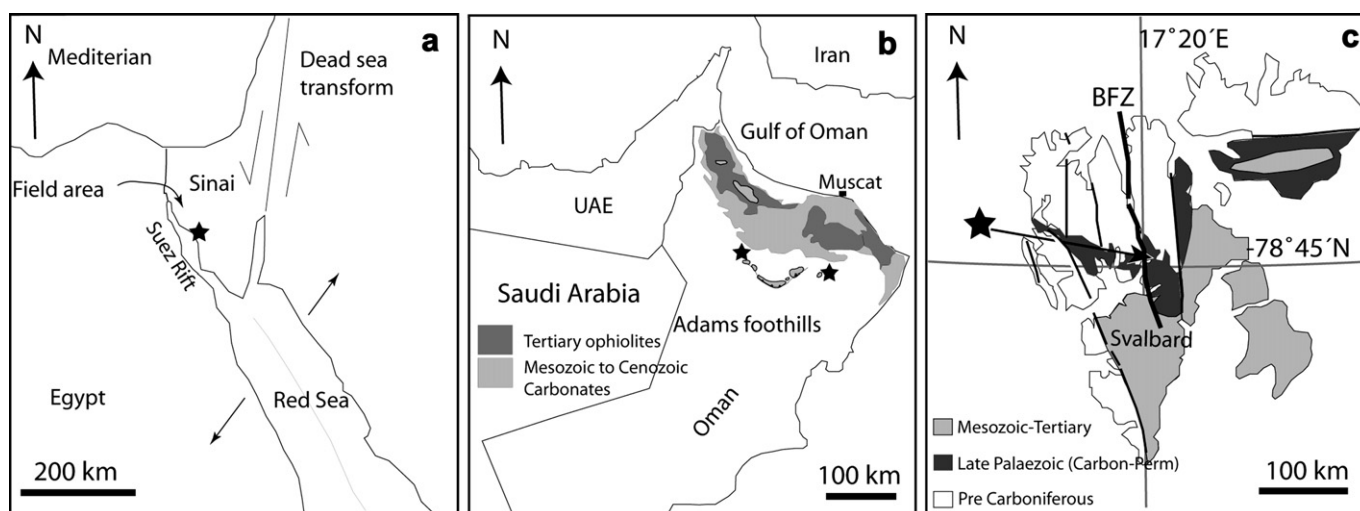 a
N
Mediterian
Dead sea
transform
Field area
Sinai
Suez Rift
Egypt
Red Sea
200 km
b
N
Iran
Gulf of Oman
Muscat
UAE
Saudi Arabia
Adams foothills
Tertiary ophiolites
Mesozoic to Cenozoic
Carbonates
Oman
100 km
c
N
17°20´E
BFZ
-78°45´N
Svalbard
Mesozoic-Tertiary
Late Palaezoic (Carbon-Perm)
Pre Carboniferous
100 km